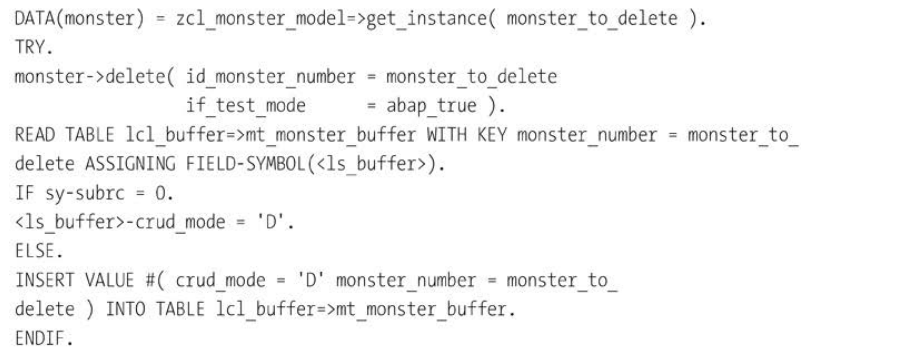 DATA(monster) = zcl_monster_model=>get_instance( monster_to_delete ).
TRY.
monster->delete( id_monster_number = monster_to_delete
                 if_test_mode      = abap_true ).
READ TABLE lcl_buffer=>mt_monster_buffer WITH KEY monster_number = monster_to_
delete ASSIGNING FIELD-SYMBOL(<ls_buffer>).
IF sy-subrc = 0.
<ls_buffer>-crud_mode = 'D'.
ELSE.
INSERT VALUE #( crud_mode = 'D' monster_number = monster_to_
delete ) INTO TABLE lcl_buffer=>mt_monster_buffer.
ENDIF.